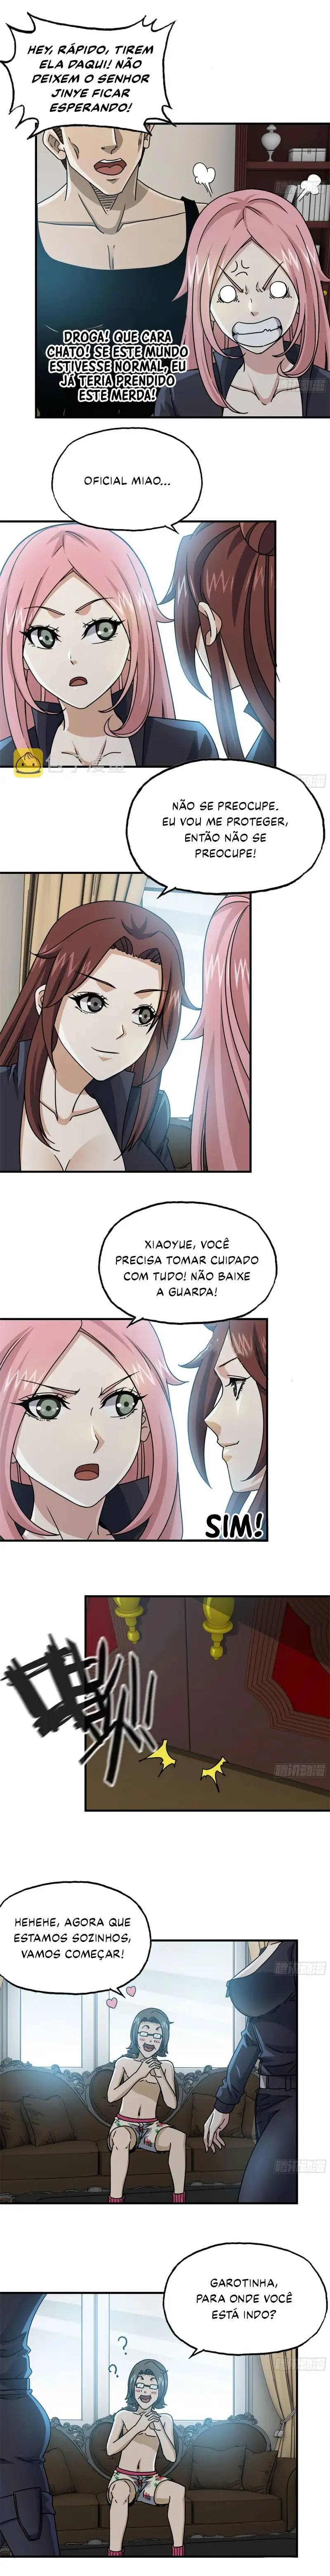 HEY, RÁPIDO, TIREM
ELA DAQUI! NÃO
DEIXEM O SENHOR
JINYE FICAR
ESPERANDO!
DROGA! QUE CARA
CHATO! SE ESTE MUNDO
ESTIVESSE NORMAL, EU
JÁ TERIA PRENDIDO
ESTE MERDA!
OFICIAL MIAO...
NÃO SE PREOCUPE.
EU VOU ME PROTEGER,
ENTÃO NÃO SE
PREOCUPE!
XIAOYUE, VOCÊ
PRECISA TOMAR CUIDADO
COM TUDO! NÃO BAIXE
A GUARDA!
SIM!
HEHEHE, AGORA QUE
ESTAMOS SOZINHOS,
VAMOS COMEÇAR!
GAROTINHA,
PARA ONDE VOCÊ
ESTÁ INDO?
? ?